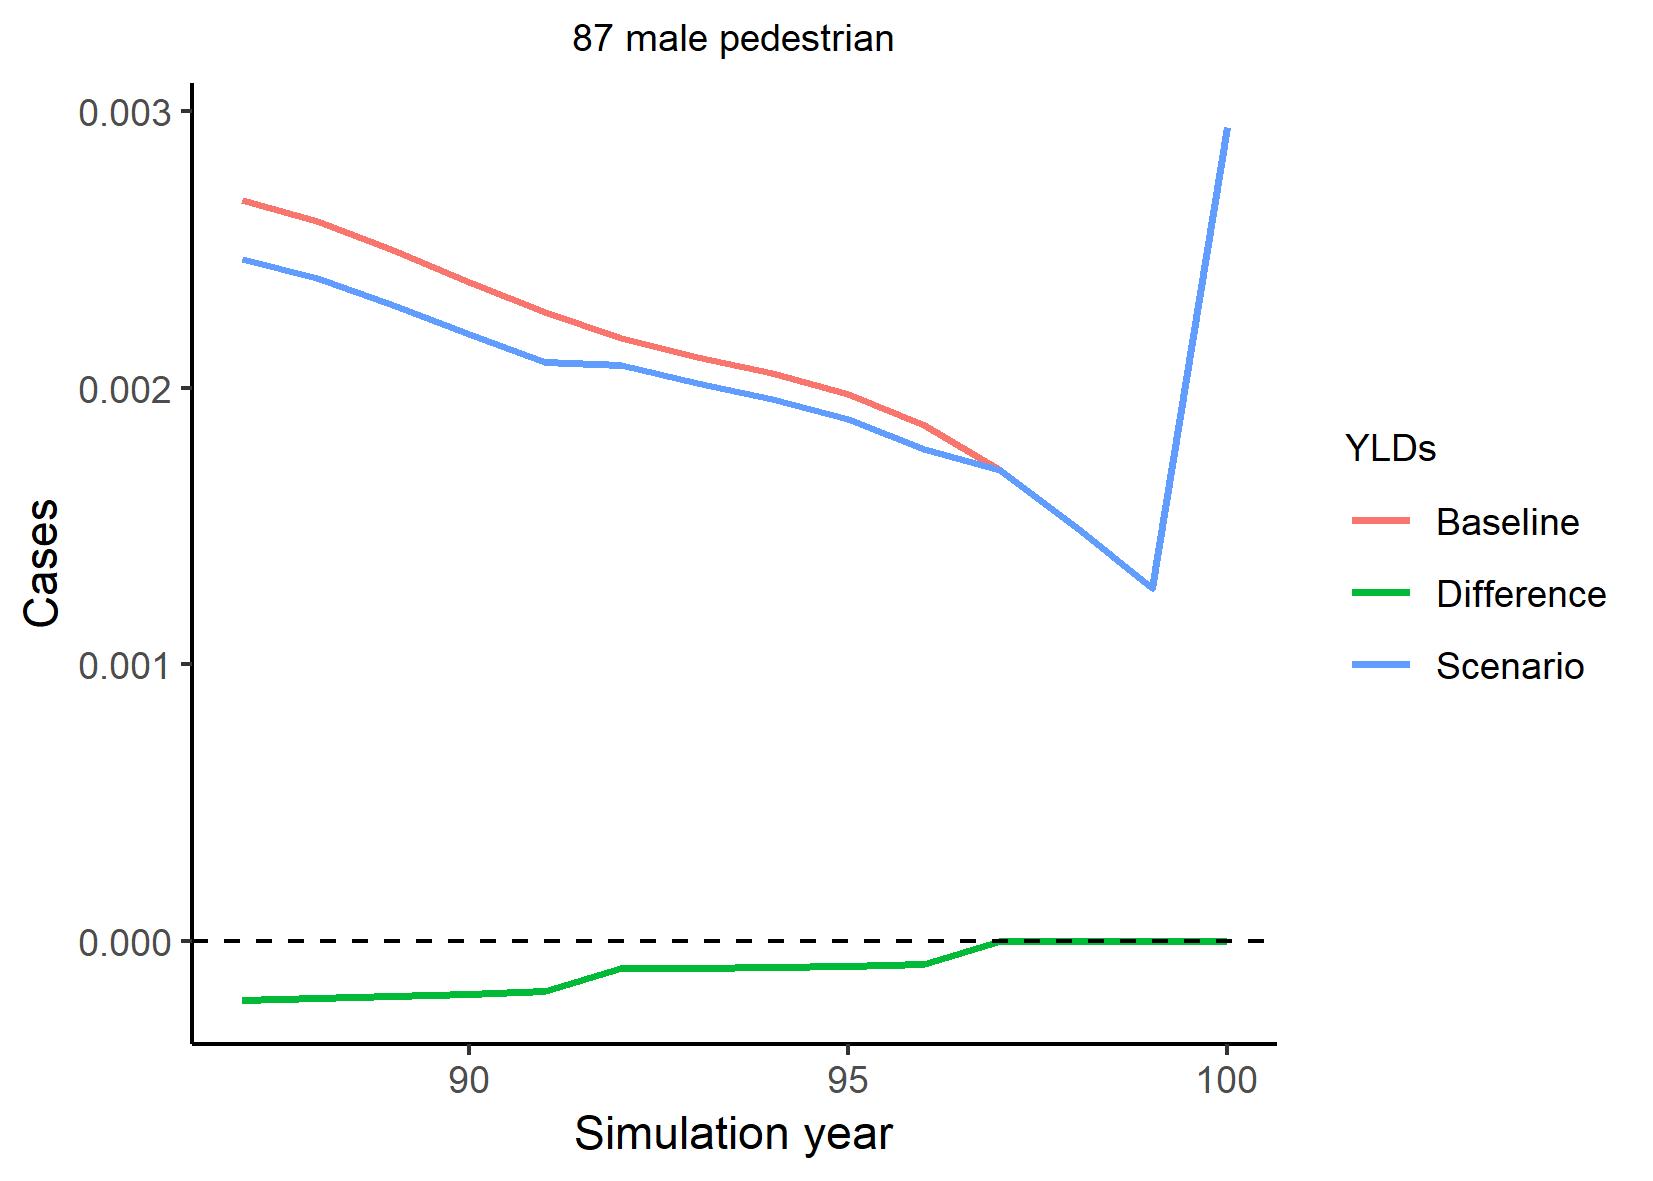 87 male pedestrian
0.003
0.002
0.001
0.000
Cases
90
95
100
Simulation year
YLDs
Baseline
Difference
Scenario